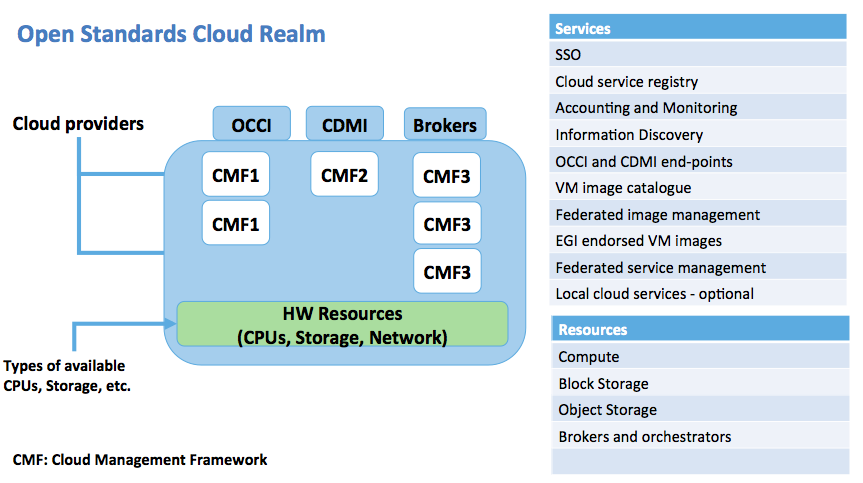 Open Standards Cloud Realm
Cloud providers
OCCI
CDMI
Brokers
CMF1
CMF2
CMF3
CMF1
CMF3
CMF3
HW Resources
(CPUs, Storage, Network)
Types of available
CPUs, Storage, etc.
CMF: Cloud Management Framework
Services
SSO
Cloud service registry
Accounting and Monitoring
Information Discovery
OCCI and CDMI end-points
VM image catalogue
Federated image management
EGI endorsed VM images
Federated service management
Local cloud services - optional
Resources
Compute
Block Storage
Object Storage
Brokers and orchestrators